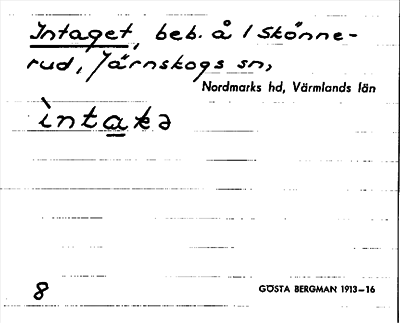 Intaget, beb. å 1 Skönne-
rud, Järnskogs sn,
Nordmarks hd, Värmlands län
ìntakə
8
GÖSTA BERGMAN 1913–16